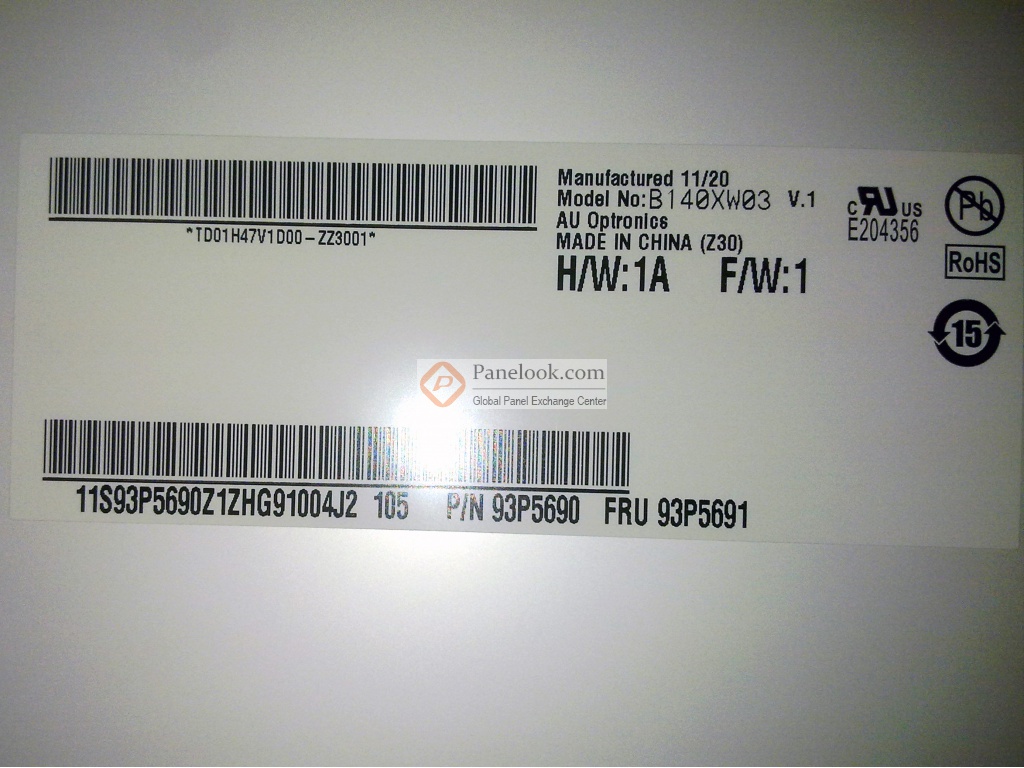 *TD01H47V1D00-ZZ3001*
Manufactured 11/20
Model No:B140XW03 V.1
AU Optronics
MADE IN CHINA (Z30)
H/W:1A F/W:1
c RU US
E204356
Pb
RoHS
15
P
Panelook.com
Global Panel Exchange Center
11S93P5690Z1ZHG91004J2 105 P/N 93P5690 FRU 93P5691